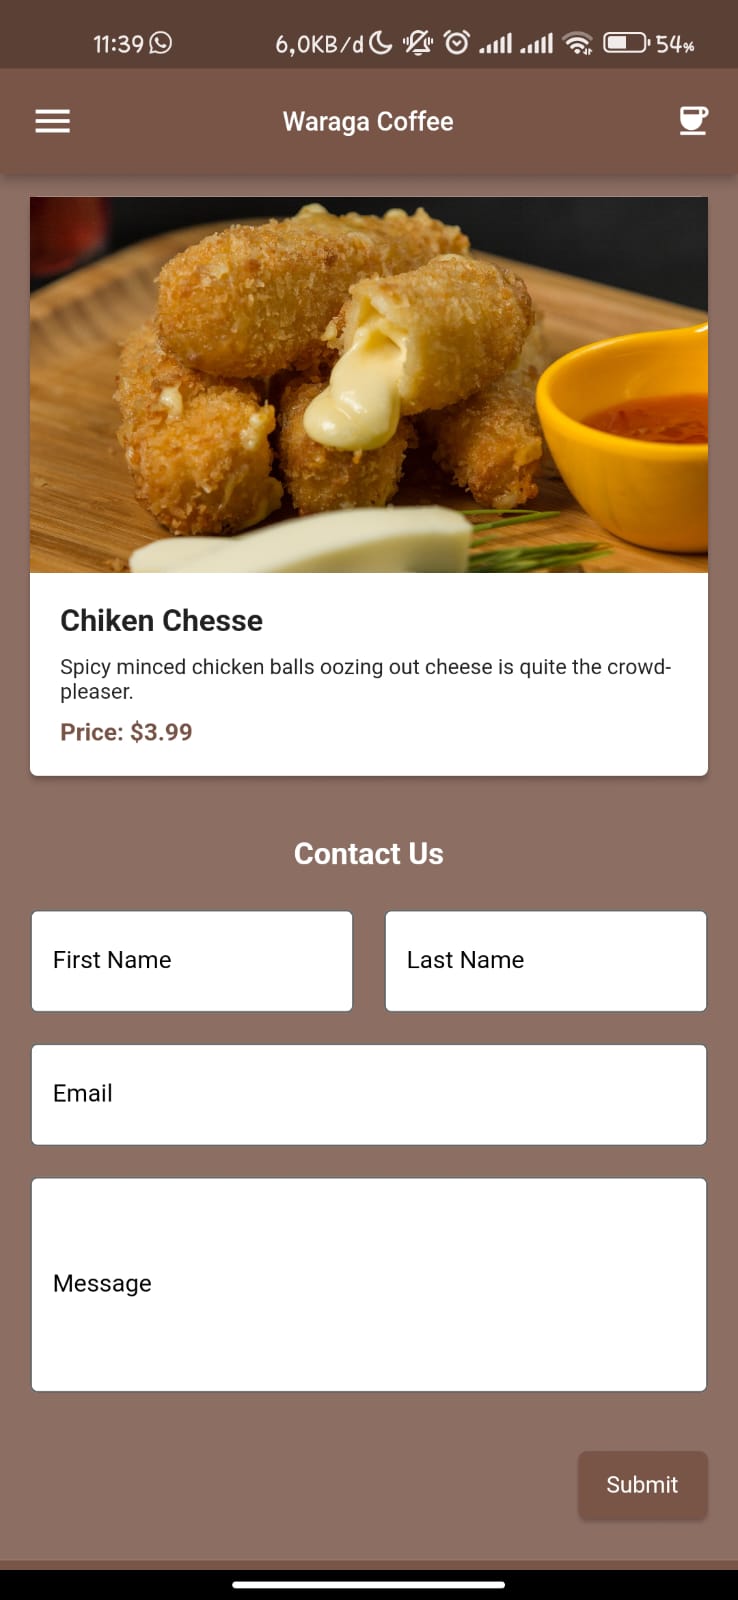 11:39 6,0KB/d 54%
Waraga Coffee
Chiken Chesse
Spicy minced chicken balls oozing out cheese is quite the crowd-
pleaser.
Price: $3.99
Contact Us
First Name Last Name
Email
Message
Submit